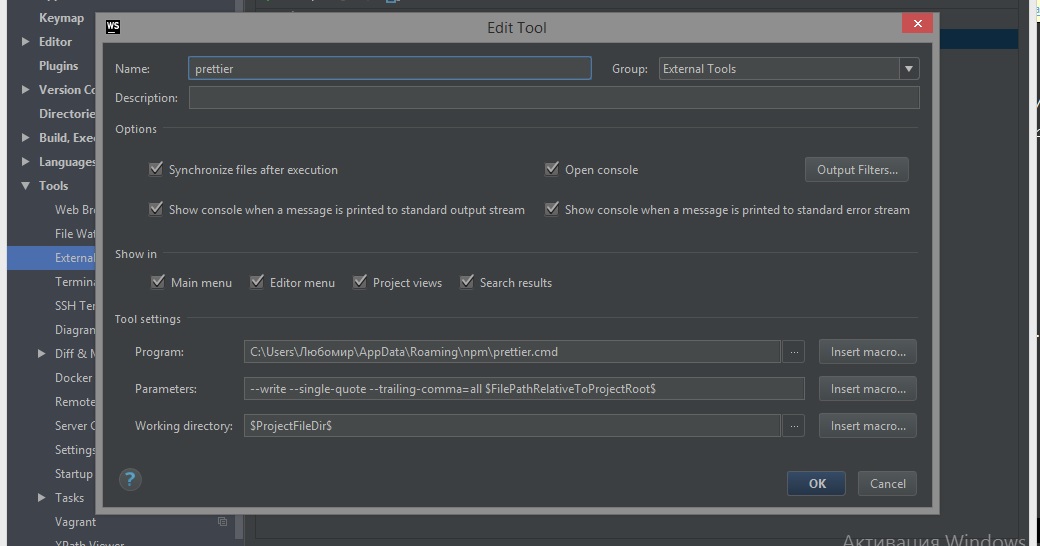 Keymap
Editor
Plugins
Version Co
Directorie
Build, Exe
Languages
Tools
Web Br
File Wat
External
Termina
SSH Ter
Diagran
Diff & M
Docker
Remote
Server C
Settings
Startup
Tasks
Vagrant
XPath Viewer
WS
Edit Tool
Name: prettier Group: External Tools
Description:
Options
Synchronize files after execution Open console Output Filters...
Show console when a message is printed to standard output stream Show console when a message is printed to standard error stream
Show in
Main menu Editor menu Project views Search results
Tool settings
Program: C:\Users\Любомир\AppData\Roaming\npm\prettier.cmd ... Insert macro...
Parameters: --write --single-quote --trailing-comma=all $FilePathRelativeToProjectRoot$ Insert macro...
Working directory: $ProjectFileDir$ ... Insert macro...
? OK Cancel
Активация Windows